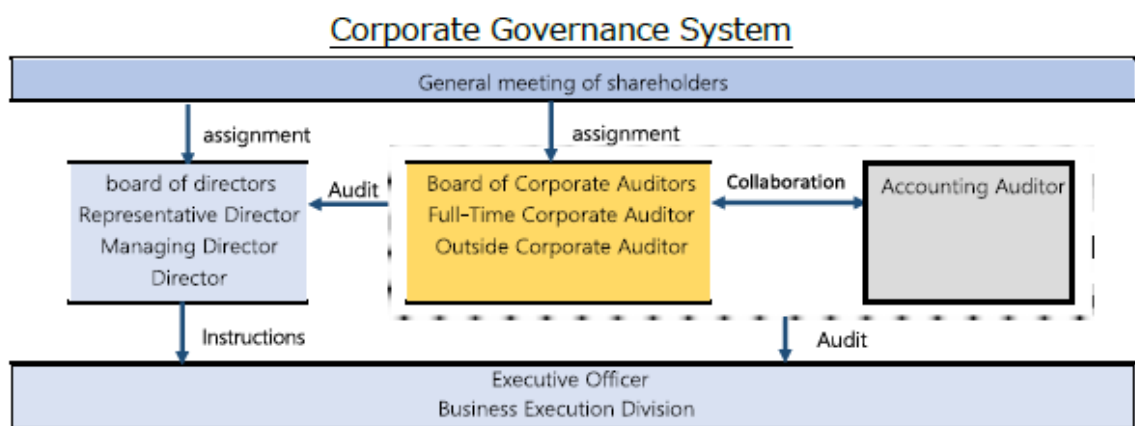 Corporate Governance System
General meeting of shareholders
assignment
assignment
board of directors
Representative Director
Managing Director
Director
Audit
Board of Corporate Auditors
Full-Time Corporate Auditor
Outside Corporate Auditor
Collaboration
Accounting Auditor
Instructions
Audit
Executive Officer
Business Execution Division